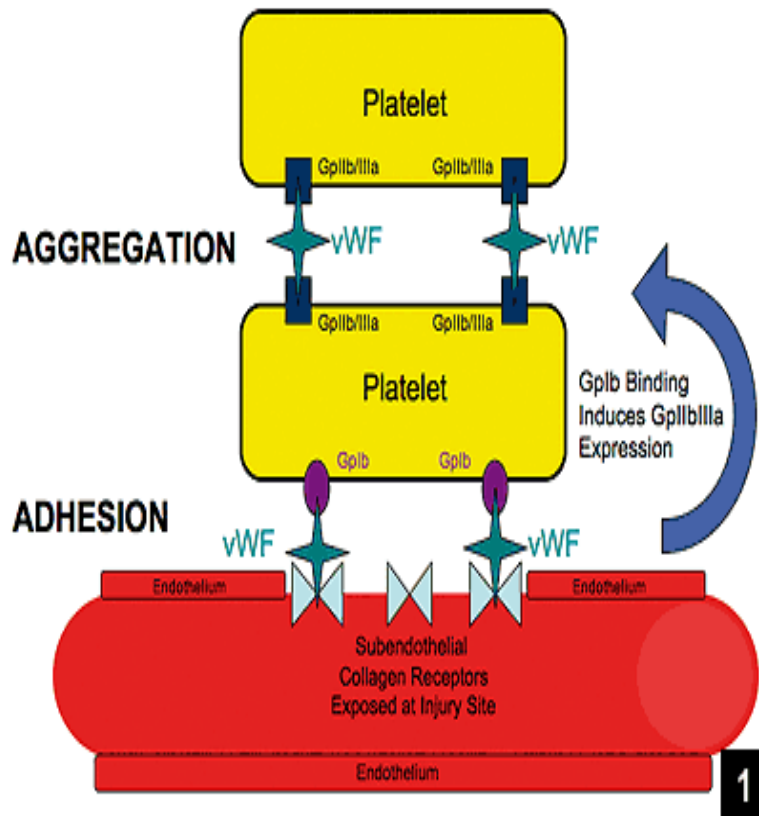 Platelet
GpIIb/IIIa GpIIb/IIIa
AGGREGATION
vWF vWF
GpIIb/IIIa GpIIb/IIIa
Platelet
GpIb Binding
Induces GpIIbIIIa
Expression
GpIb GpIb
ADHESION
vWF vWF
Endothelium Endothelium
Subendothelial
Collagen Receptors
Exposed at Injury Site
Endothelium
1